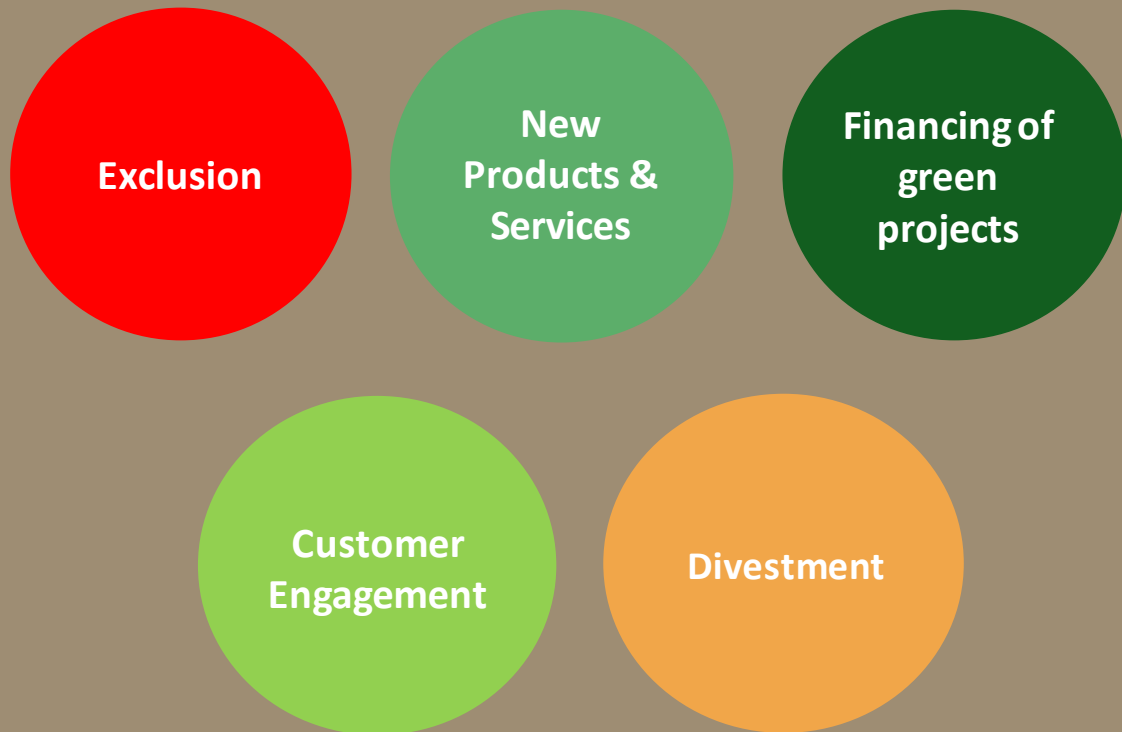 Exclusion
New
Products &
Services
Financing of
green
projects
Customer
Engagement
Divestment